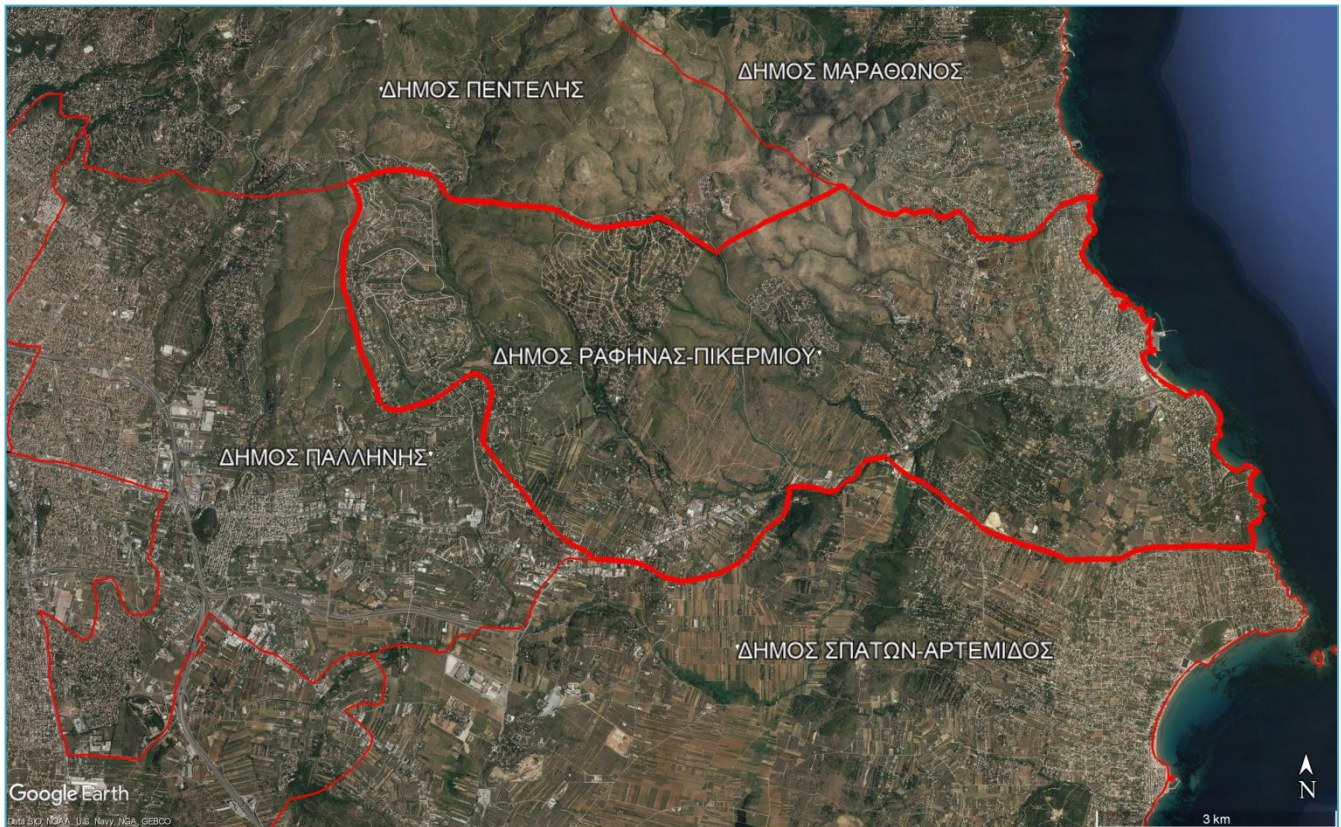 ΔΗΜΟΣ ΜΑΡΑΘΩΝΟΣ
ΔΗΜΟΣ ΠΕΝΤΕΛΗΣ
ΔΗΜΟΣ ΡΑΦΗΝΑΣ-ΠΙΚΕΡΜΙΟΥ
ΔΗΜΟΣ ΠΑΛΛΗΝΗΣ
ΔΗΜΟΣ ΣΠΑΤΩΝ-ΑΡΤΕΜΙΔΟΣ
N
Google Earth
Data SIO, NOAA, U.S. Navy, NGA, GEBCO
3 km